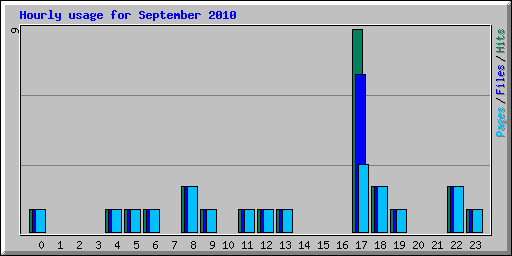 Hourly usage for September 2010
9
Pages/Files/Hits
0 1 2 3 4 5 6 7 8 9 10 11 12 13 14 15 16 17 18 19 20 21 22 23